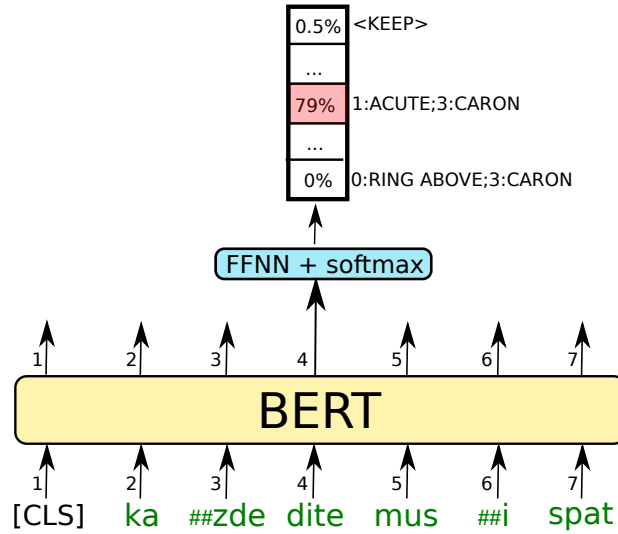 0.5% <KEEP>
...
79% 1:ACUTE;3:CARON
...
0% 0:RING ABOVE;3:CARON
FFNN + softmax
1 2 3 4 5 6 7
BERT
1 2 3 4 5 6 7
[CLS] ka ##zde dite mus ##i spat